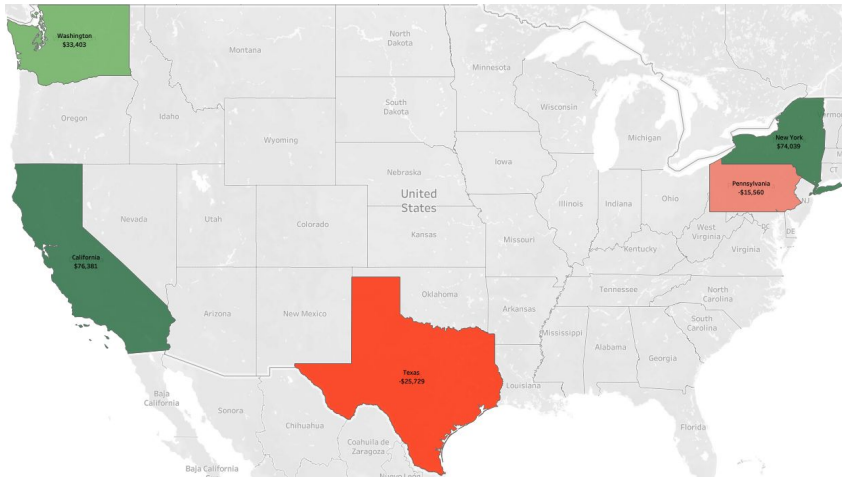 Washington
$33,403
Montana
North
Dakota
Minnesota
Oregon
Idaho
South
Dakota
Wisconsin
Michigan
New York
$74,039
Wyoming
Iowa
Nebraska
Pennsylvania
-$15,560
CT
NJ
Nevada
Utah
Colorado
United
States
Kansas
Illinois
Indiana
Ohio
Missouri
West
Virginia
DE
Virginia
Kentucky
California
$76,381
Arizona
New Mexico
Oklahoma
Arkansas
Tennessee
North
Carolina
South
Carolina
Mississippi
Alabama
Georgia
Texas
-$25,729
Louisiana
Florida
Baja
California
Sonora
Chihuahua
Coahuila de
Zaragoza
Baja California